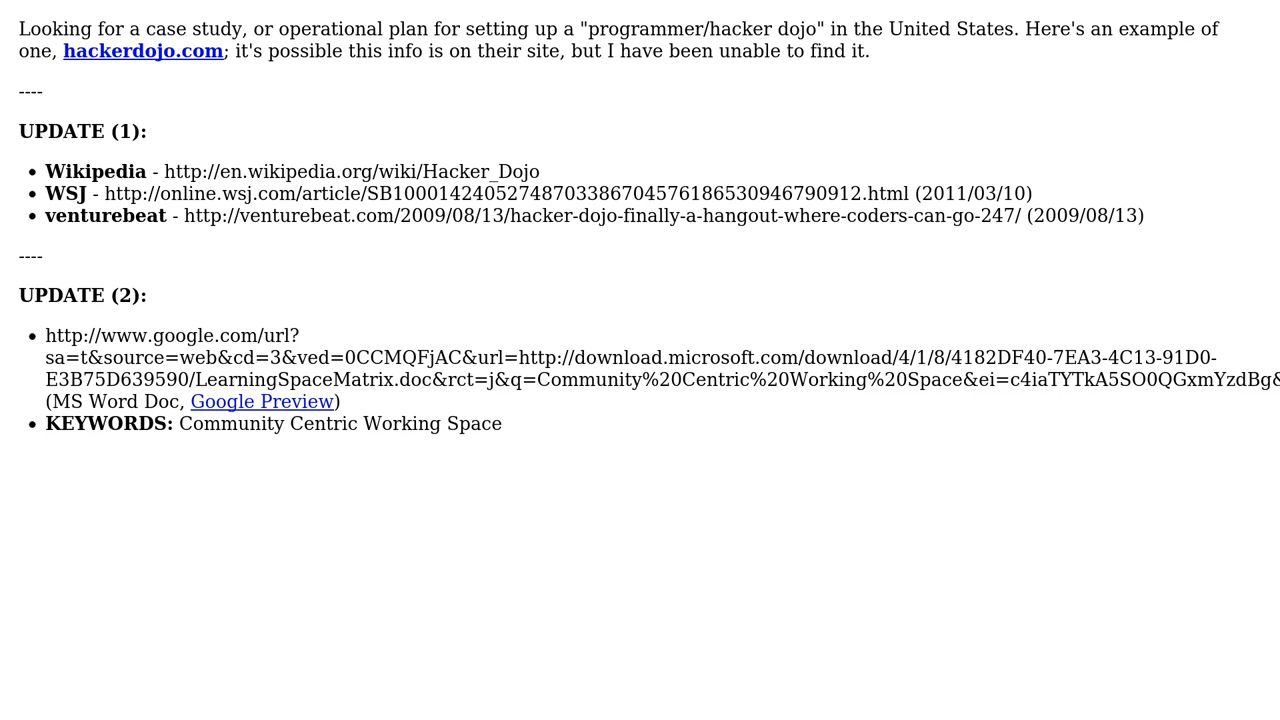 Looking for a case study, or operational plan for setting up a "programmer/hacker dojo" in the United States. Here's an example of
one, hackerdojo.com; it's possible this info is on their site, but I have been unable to find it.
----
UPDATE (1):
• Wikipedia - http://en.wikipedia.org/wiki/Hacker_Dojo
• WSJ - http://online.wsj.com/article/SB10001424052748703386704576186530946790912.html (2011/03/10)
• venturebeat - http://venturebeat.com/2009/08/13/hacker-dojo-finally-a-hangout-where-coders-can-go-247/ (2009/08/13)
----
UPDATE (2):
• http://www.google.com/url?
sa=t&source=web&cd=3&ved=0CCMQFjAC&url=http://download.microsoft.com/download/4/1/8/4182DF40-7EA3-4C13-91D0-
E3B75D639590/LearningSpaceMatrix.doc&rct=j&q=Community%20Centric%20Working%20Space&ei=c4iaTYTkA5SO0QGxmYzdBg&
(MS Word Doc, Google Preview)
• KEYWORDS: Community Centric Working Space